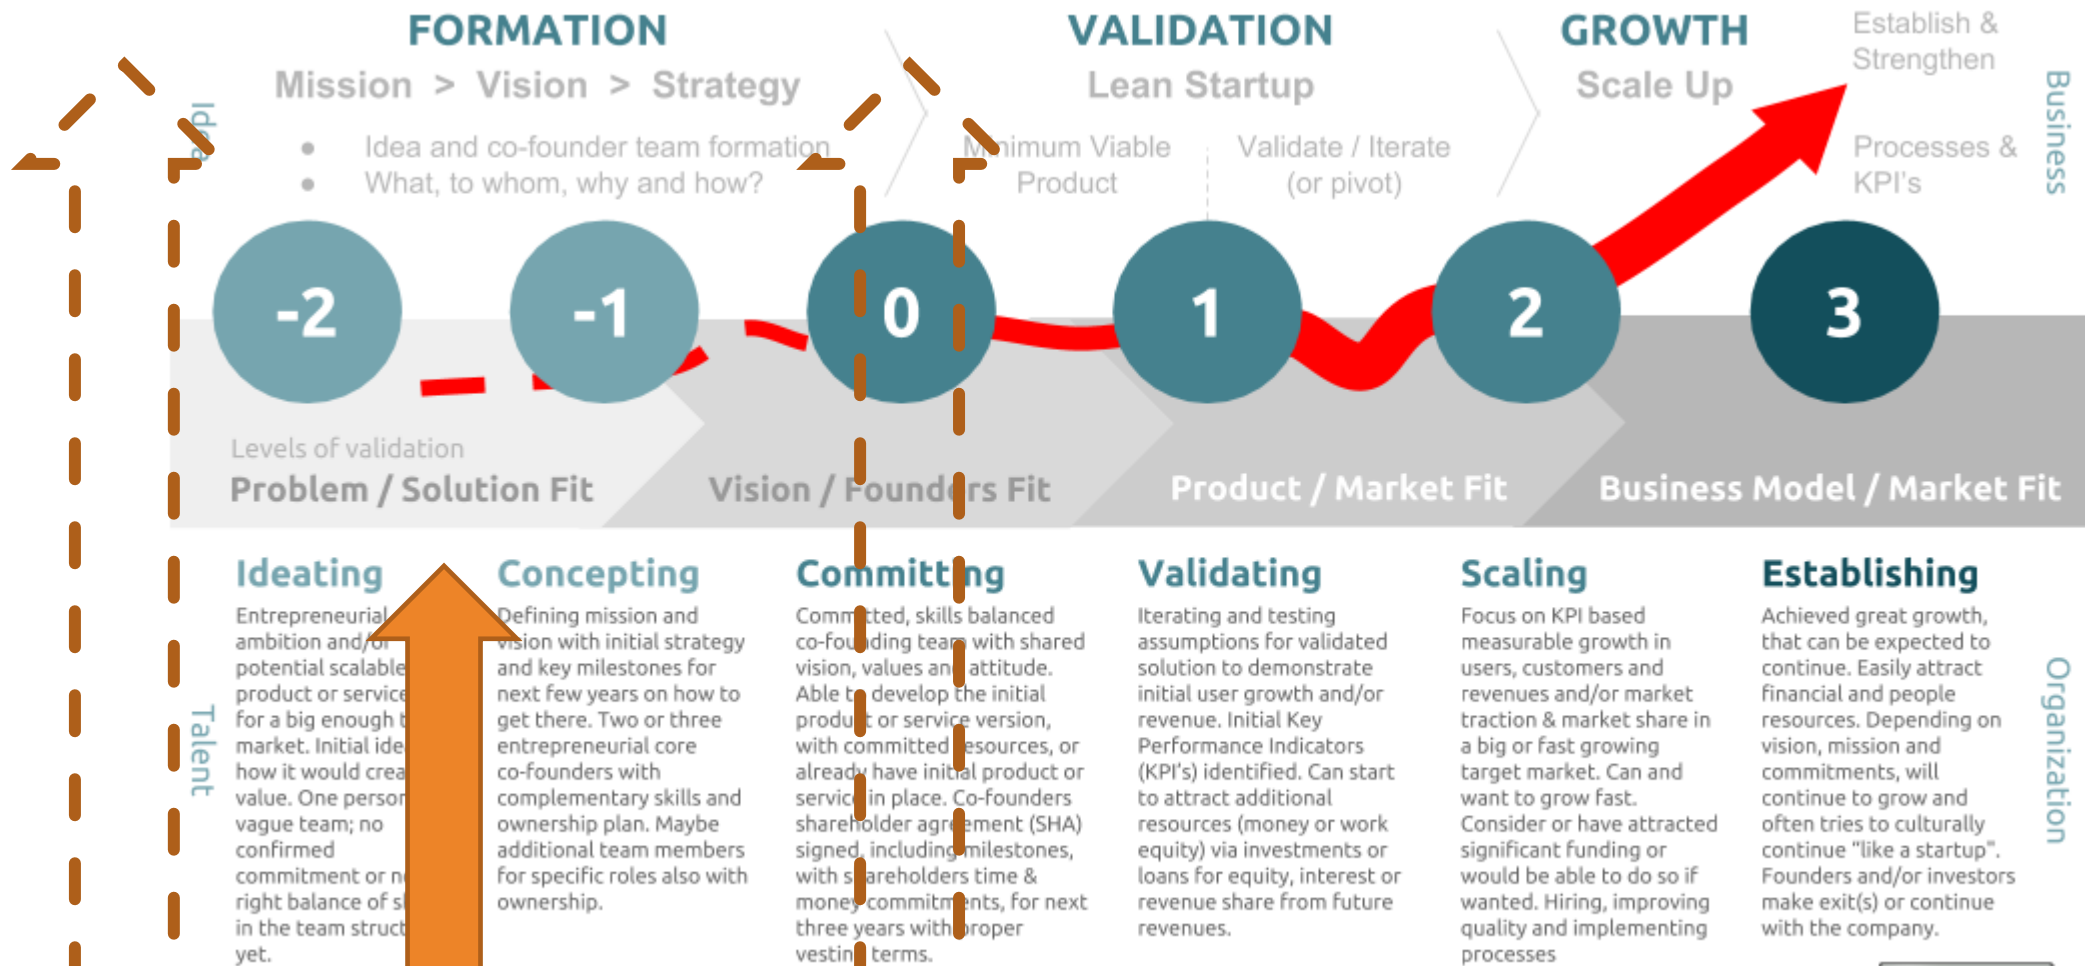 FORMATION
Mission > Vision > Strategy
● Idea and co-founder team formation
● What, to whom, why and how?
VALIDATION
Lean Startup
Minimum Viable
Product
Validate / Iterate
(or pivot)
GROWTH
Scale Up
Establish &
Strengthen
Processes &
KPI's
Idea
Business
-2
-1
0
1
2
3
Levels of validation
Problem / Solution Fit
Vision / Founders Fit
Product / Market Fit
Business Model / Market Fit
Talent
Ideating
Entrepreneurial
ambition and/or
potential scalable
product or service
for a big enough
market. Initial
how it would
value. One person
vague team; no
confirmed
commitment or
right balance of
in the team
yet.
Concepting
Defining mission and
vision with initial strategy
and key milestones for
next few years on how to
get there. Two or three
entrepreneurial core
co-founders with
complementary skills and
ownership plan. Maybe
additional team members
for specific roles also with
ownership.
Committing
Committed, skills balanced
co-founding team with shared
vision, values and attitude.
Able to develop the initial
product or service version,
with committed resources, or
already have initial product or
service in place. Co-founders
shareholder agreement (SHA)
signed, including milestones,
with shareholders time &
money commitments, for next
three years with proper
vesting terms.
Validating
Iterating and testing
assumptions for validated
solution to demonstrate
initial user growth and/or
revenue. Initial Key
Performance Indicators
(KPI's) identified. Can start
to attract additional
resources (money or work
equity) via investments or
loans for equity, interest or
revenue share from future
revenues.
Scaling
Focus on KPI based
measurable growth in
users, customers and
revenues and/or market
traction & market share in
a big or fast growing
target market. Can and
want to grow fast.
Consider or have attracted
significant funding or
would be able to do so if
wanted. Hiring, improving
quality and implementing
processes
Establishing
Achieved great growth,
that can be expected to
continue. Easily attract
financial and people
resources. Depending on
vision, mission and
commitments, will
continue to grow and
often tries to culturally
continue "like a startup".
Founders and/or investors
make exit(s) or continue
with the company.
Organization